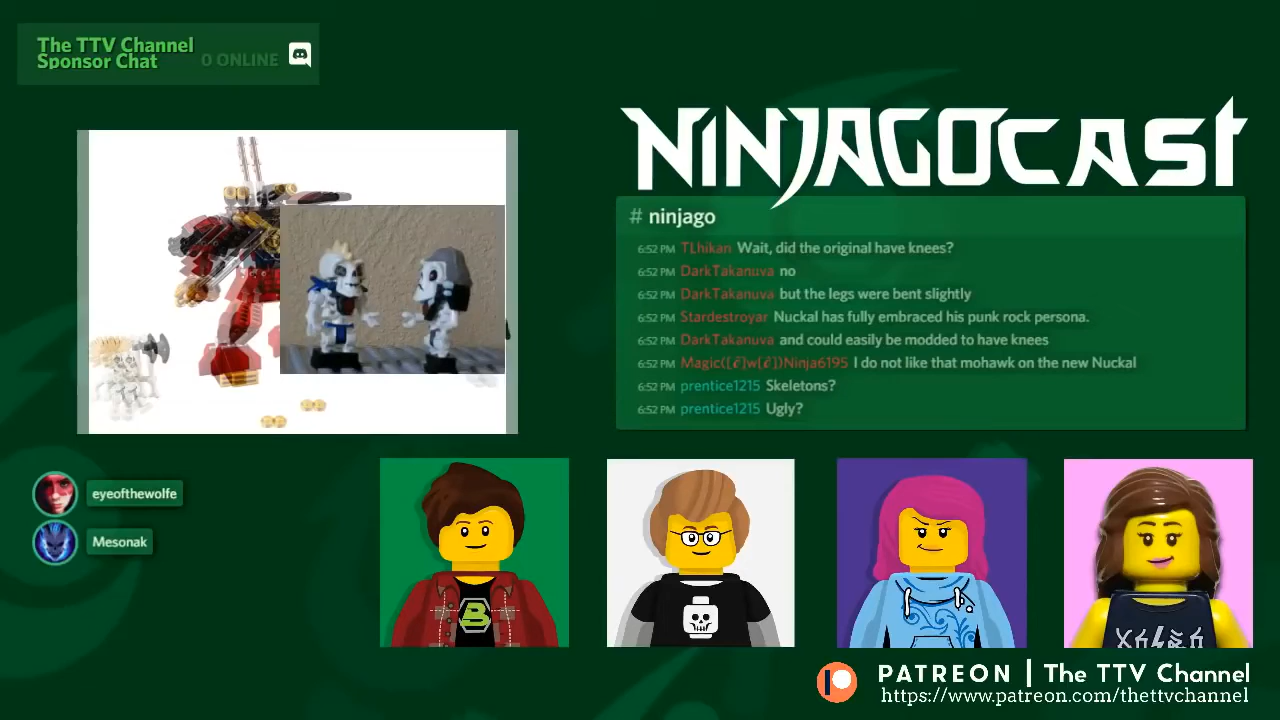 The TTV Channel
Sponsor Chat
0 ONLINE
NINJAGOCAST
# ninjago
6:52 PM TLhikan Wait, did the original have knees?
6:52 PM DarkTakanuva no
6:52 PM DarkTakanuva but the legs were bent slightly
6:52 PM Stardestroyar Nuckal has fully embraced his punk rock persona.
6:52 PM DarkTakanuva and could easily be modded to have knees
6:52 PM I do not like that mohawk on the new Nuckal
6:52 PM prentice1215 Skeletons?
6:52 PM prentice1215 Ugly?
eyeofthewolfe
Mesonak
PATREON | The TTV Channel
https://www.patreon.com/thettvchannel